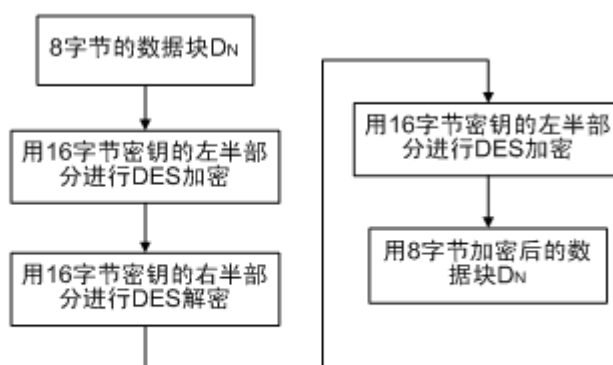 8字节的数据块DN
用16字节密钥的左半部
分进行DES加密
用16字节密钥的右半部
分进行DES解密
用16字节密钥的左半部
分进行DES加密
用8字节加密后的数
据块DN